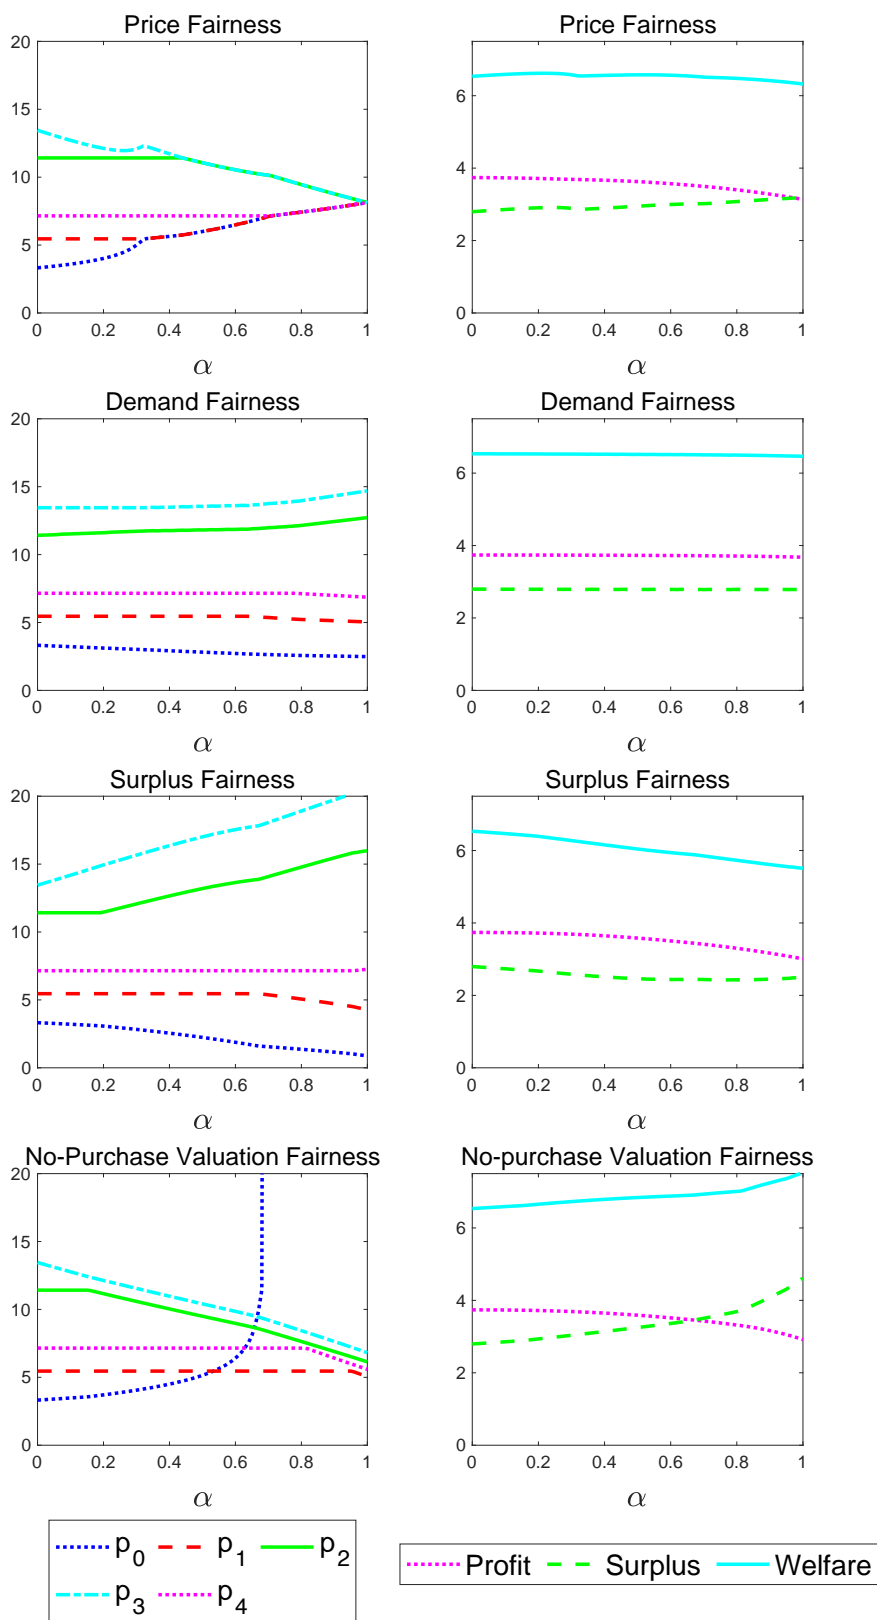 Price Fairness
20
15
10
5
0
0 0.2 0.4 0.6 0.8 1
α
Price Fairness
6
4
2
0
0 0.2 0.4 0.6 0.8 1
α
Demand Fairness
20
15
10
5
0
0 0.2 0.4 0.6 0.8 1
α
Demand Fairness
6
4
2
0
0 0.2 0.4 0.6 0.8 1
α
Surplus Fairness
20
15
10
5
0
0 0.2 0.4 0.6 0.8 1
α
Surplus Fairness
6
4
2
0
0 0.2 0.4 0.6 0.8 1
α
No-Purchase Valuation Fairness
20
15
10
5
0
0 0.2 0.4 0.6 0.8 1
α
No-purchase Valuation Fairness
6
4
2
0
0 0.2 0.4 0.6 0.8 1
α
p_0 p_1 p_2
p_3 p_4
Profit Surplus Welfare